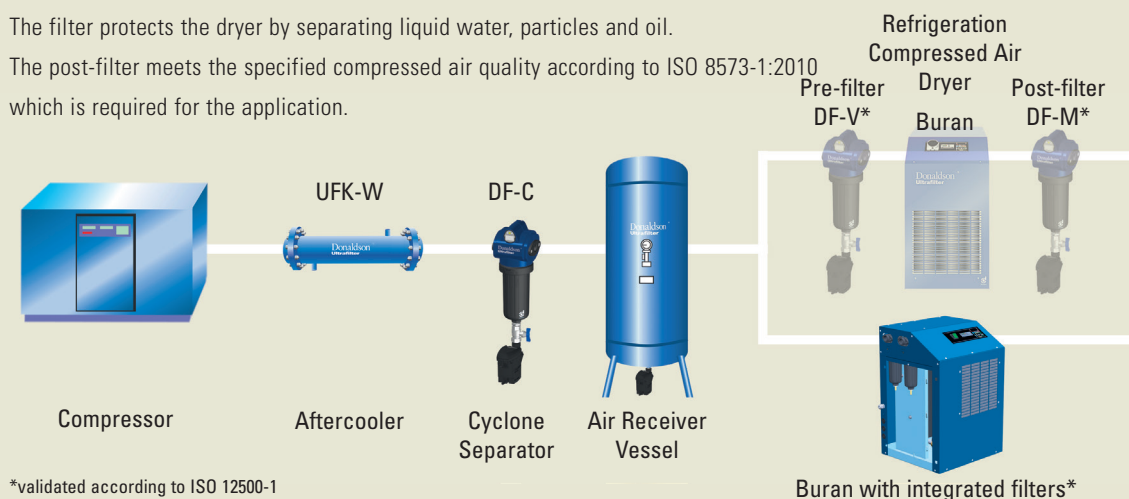 The filter protects the dryer by separating liquid water, particles and oil.
The post-filter meets the specified compressed air quality according to ISO 8573-1:2010
which is required for the application.
Refrigeration
Compressed Air
Dryer
Buran
Pre-filter
DF-V*
Post-filter
DF-M*
UFK-W
DF-C
Donaldson
Ultrafilter
Donaldson
Ultrafilter
Donaldson
Ultrafilter
Compressor
Aftercooler
Cyclone
Separator
Air Receiver
Vessel
*validated according to ISO 12500-1
Buran with integrated filters*